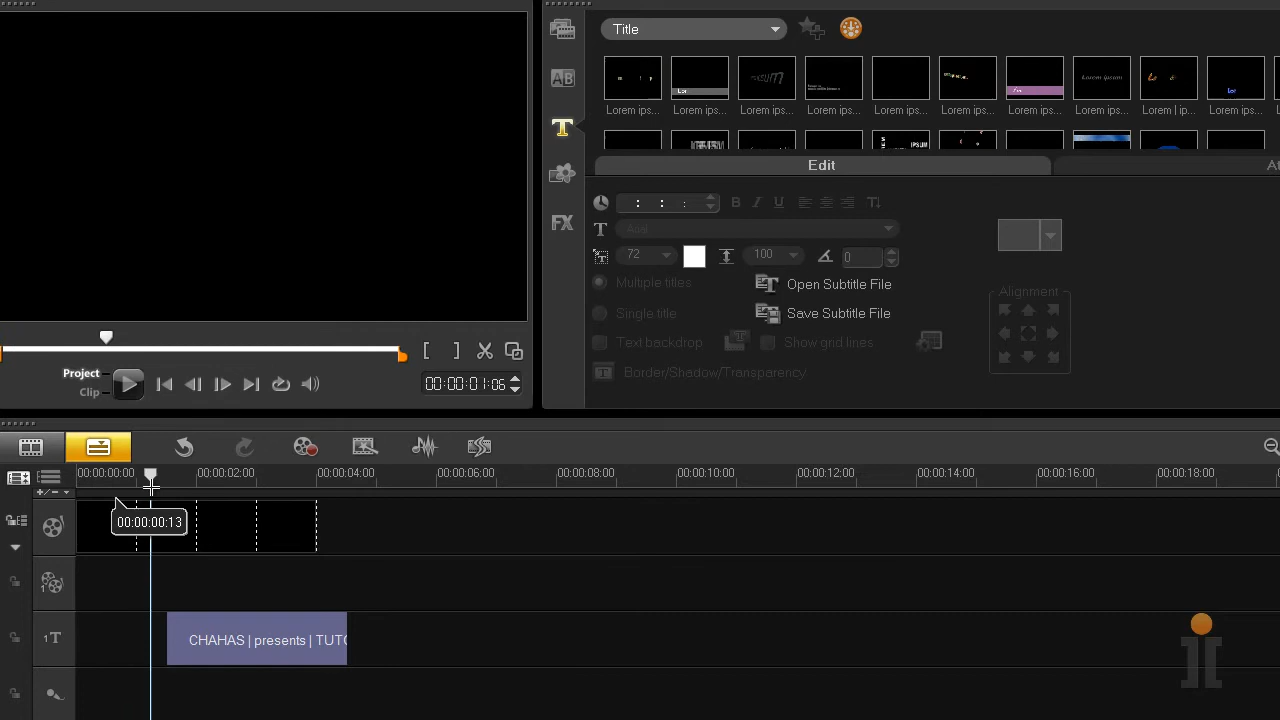 Title
AB
T
FX
Lorem ips... Lorem ips... Lorem ips... Lorem ips... Lorem ips... Lorem ips... Lorem ips... Lorem ips... Lorem | ip... Lorem ips...
Edit
: : :
B I U
Arial
72
100
0
Multiple titles
Open Subtitle File
Single title
Save Subtitle File
Text backdrop
Show grid lines
Border/Shadow/Transparency
Alignment
Project
Clip
00:00:01:06
00:00:00:00 00:00:02:00 00:00:04:00 00:00:06:00 00:00:08:00 00:00:10:00 00:00:12:00 00:00:14:00 00:00:16:00 00:00:18:00
00:00:00:13
1T
CHAHAS | presents | TUTO